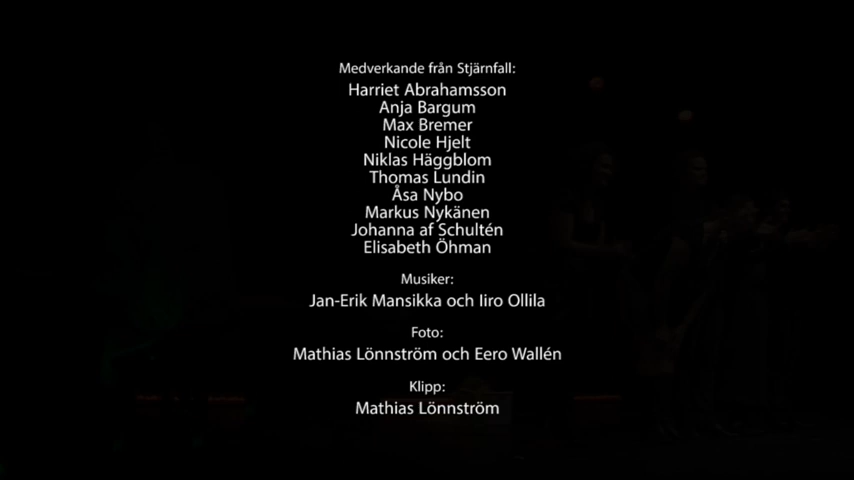 Medverkande från Stjärnfall:
Harriet Abrahamsson
Anja Bargum
Max Bremer
Nicole Hjelt
Niklas Häggblom
Thomas Lundin
Åsa Nybo
Markus Nykänen
Johanna af Schultén
Elisabeth Öhman
Musiker:
Jan-Erik Mansikka och Iiro Ollila
Foto:
Mathias Lönnström och Eero Wallén
Klipp:
Mathias Lönnström